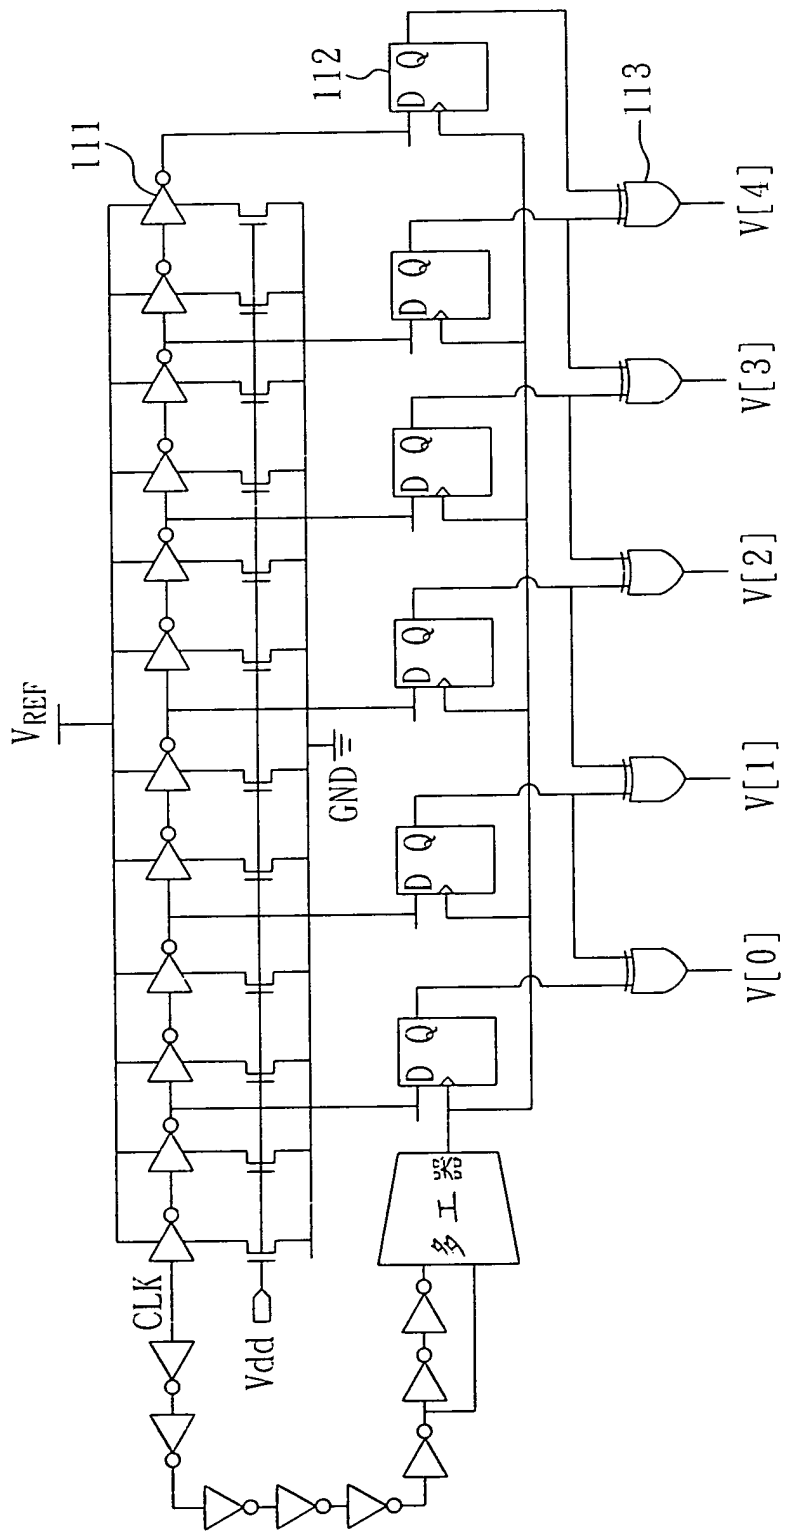 V_REF
111
112
113
CLK
Vdd
GND
D Q
D Q
D Q
D Q
D Q
D Q
多工器
V[0]
V[1]
V[2]
V[3]
V[4]